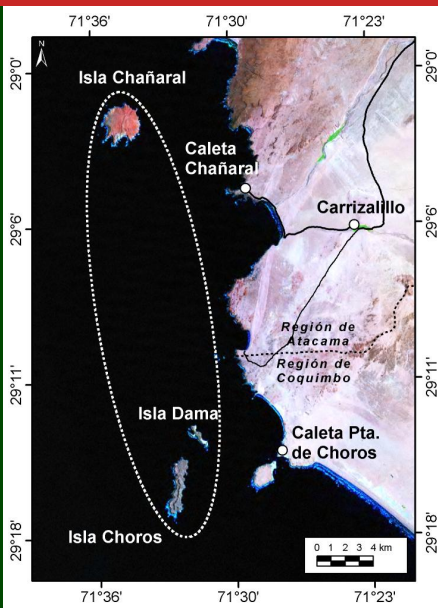 71°36' 71°30' 71°23'
N
29°0' 29°0'
Isla Chañaral
Caleta
Chañaral
Carrizalillo
29°6' 29°6'
Región de
Atacama
Región de
Coquimbo
29°11' 29°11'
Isla Dama
Caleta Pta.
de Choros
Isla Choros
29°18' 29°18'
0 1 2 3 4 km
71°36' 71°30' 71°23'